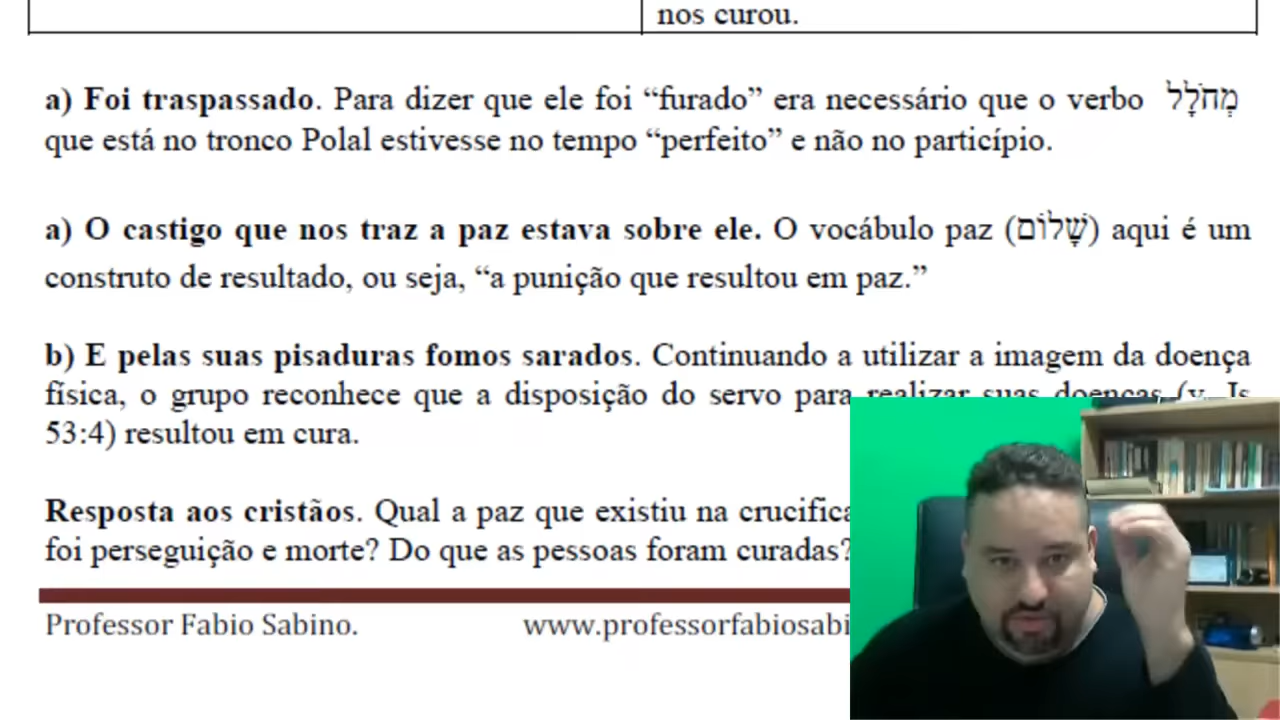 nos curou.
a) Foi traspassado. Para dizer que ele foi “furado” era necessário que o verbo מְחֹלָל
que está no tronco Polal estivesse no tempo “perfeito” e não no particípio.
a) O castigo que nos traz a paz estava sobre ele. O vocábulo paz (שָׁלוֹם) aqui é um
construto de resultado, ou seja, “a punição que resultou em paz.”
b) E pelas suas pisaduras fomos sarados. Continuando a utilizar a imagem da doença
física, o grupo reconhece que a disposição do servo para realizar suas doenças (v. Is
53:4) resultou em cura.
Resposta aos cristãos. Qual a paz que existiu na crucifica
foi perseguição e morte? Do que as pessoas foram curadas?
Professor Fabio Sabino. www.professorfabiosabi